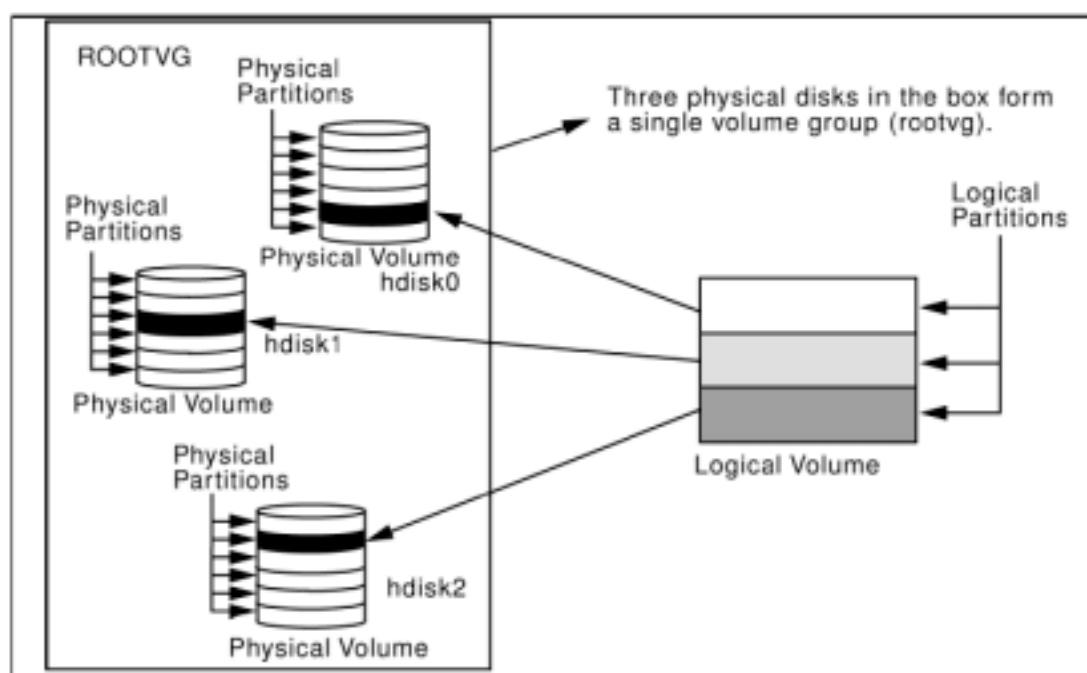 ROOTVG
Physical
Partitions
Three physical disks in the box form
a single volume group (rootvg).
Physical
Partitions
Logical
Partitions
Physical Volume
hdisk0
hdisk1
Physical Volume
Physical
Partitions
Logical Volume
hdisk2
Physical Volume